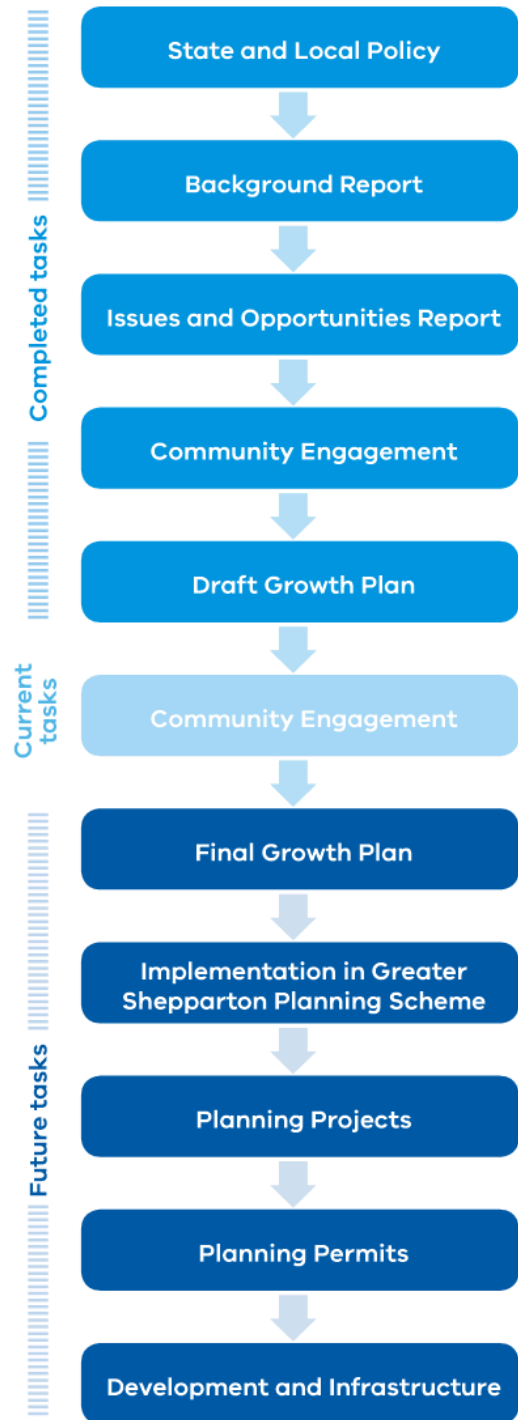 Completed tasks
State and Local Policy
Background Report
Issues and Opportunities Report
Community Engagement
Draft Growth Plan
Current
tasks
Community Engagement
Future tasks
Final Growth Plan
Implementation in Greater
Shepparton Planning Scheme
Planning Projects
Planning Permits
Development and Infrastructure